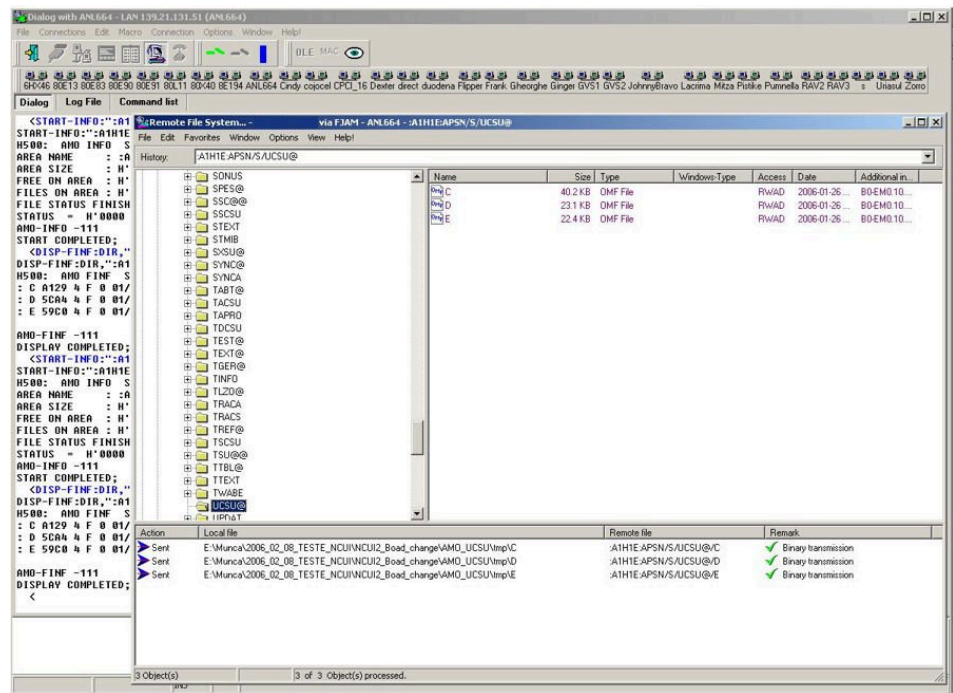 Dialog with ANL664 - LAN 139.21.131.51 (ANL664)
File Connections Edit Macro Connection Options Window Help!
OLE MAC
6HX46 80E13 80E83 80E90 80E91 80L11 80X40 8E194 ANL664 Cindy cojocel CPCI_16 Dexter direct duodena Flipper Frank Gheorghe Ginger GVS1 GVS2 JohnnyBravo Lacrima Mitza Pistike Pumnella RAV2 RAV3 s Uriasul Zorro
Dialog Log File Command list
<START-INFO:":A1
START-INFO:":A1H1E
H500: AMO INFO S
AREA NAME : :A
AREA SIZE : H'
FREE ON AREA : H'
FILES ON AREA : H'
FILE STATUS FINISH
STATUS = H'0000
AMO-INFO -111
START COMPLETED;
<DISP-FINF:DIR,"
DISP-FINF:DIR,":A1
H500: AMO FINF S
: C A129 4 F 0 01/
: D 5CA4 4 F 0 01/
: E 59C0 4 F 0 01/
AMO-FINF -111
DISPLAY COMPLETED;
<START-INFO:":A1
START-INFO:":A1H1E
H500: AMO INFO S
AREA NAME : :A
AREA SIZE : H'
FREE ON AREA : H'
FILES ON AREA : H'
FILE STATUS FINISH
STATUS = H'0000
AMO-INFO -111
START COMPLETED;
<DISP-FINF:DIR,"
DISP-FINF:DIR,":A1
H500: AMO FINF S
: C A129 4 F 0 01/
: D 5CA4 4 F 0 01/
: E 59C0 4 F 0 01/
AMO-FINF -111
DISPLAY COMPLETED;
<
Remote File System... - via FJAM - ANL664 - :A1H1E:APSN/S/UCSU@
File Edit Favorites Window Options View Help!
History: :A1H1E:APSN/S/UCSU@
SONUS
SPES@
SSC@@
SSCSU
STEXT
STMIB
SXSU@
SYNC@
SYNCA
TABT@
TACSU
TAPRO
TDCSU
TEST@
TEXT@
TGER@
TINFO
TLZO@
TRACA
TRACS
TREF@
TSCSU
TSU@@
TTBL@
TTEXT
TWABE
UCSU@
UPDAT
Name Size Type Windows-Type Access Date Additional in...
C 40.2 KB OMF File RWAD 2006-01-26 ... B0-EM0.10....
D 23.1 KB OMF File RWAD 2006-01-26 ... B0-EM0.10....
E 22.4 KB OMF File RWAD 2006-01-26 ... B0-EM0.10....
Action Local file Remote file Remark
Sent E:\Munca\2006_02_08_TESTE_NCUI\NCUI2_Boad_change\AMO_UCSU\tmp\C :A1H1E:APSN/S/UCSU@/C Binary transmission
Sent E:\Munca\2006_02_08_TESTE_NCUI\NCUI2_Boad_change\AMO_UCSU\tmp\D :A1H1E:APSN/S/UCSU@/D Binary transmission
Sent E:\Munca\2006_02_08_TESTE_NCUI\NCUI2_Boad_change\AMO_UCSU\tmp\E :A1H1E:APSN/S/UCSU@/E Binary transmission
3 Object(s) 3 of 3 Object(s) processed.